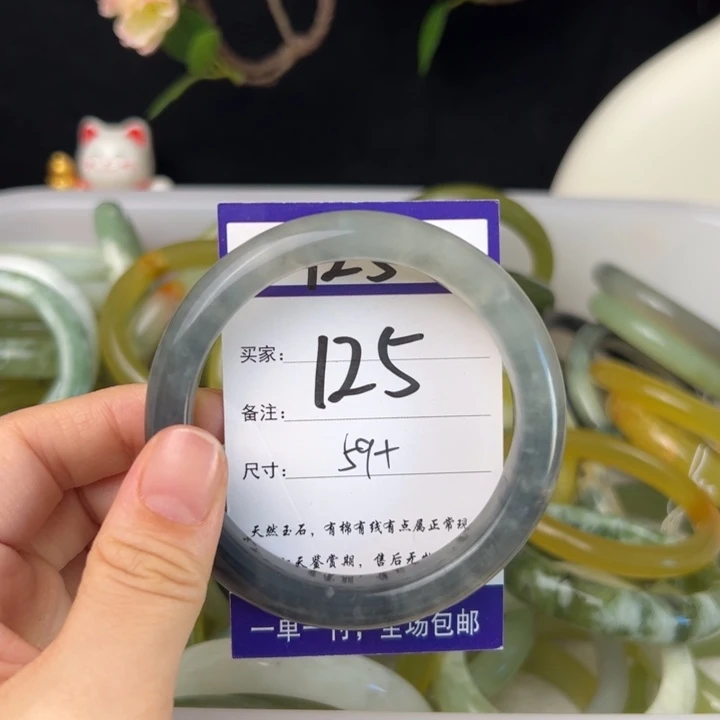 125
买家: 125
备注:
尺寸: 59+
天然玉石，有棉有线有点属正常现
天鉴赏期，售后无
一单一付，全场包邮